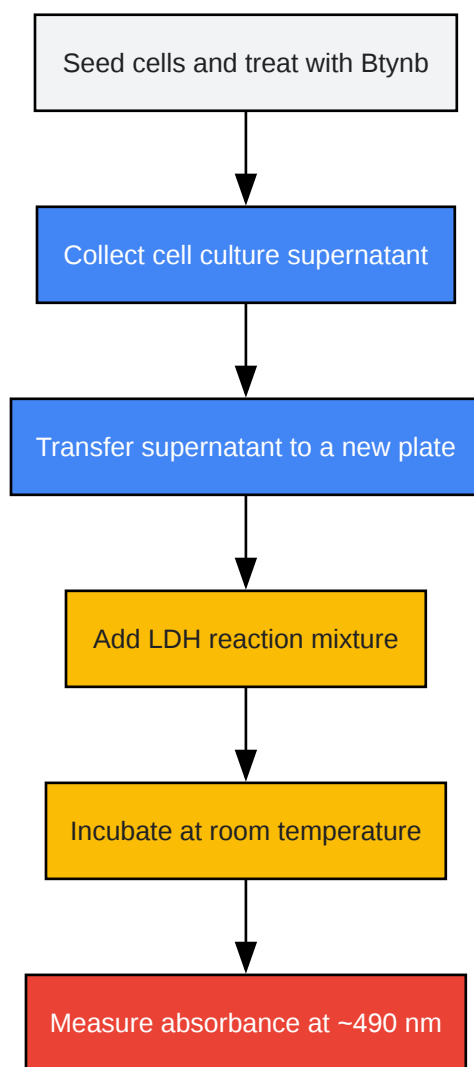 Seed cells and treat with Btynb
Collect cell culture supernatant
Transfer supernatant to a new plate
Add LDH reaction mixture
Incubate at room temperature
Measure absorbance at ~490 nm